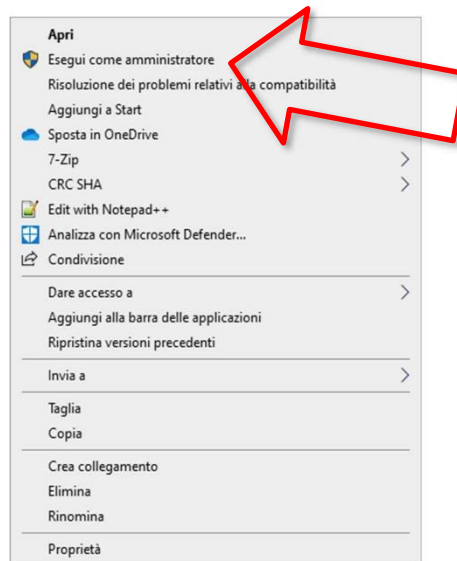 Apri
Esegui come amministratore
Risoluzione dei problemi relativi alla compatibilità
Aggiungi a Start
Sposta in OneDrive
7-Zip
CRC SHA
Edit with Notepad++
Analizza con Microsoft Defender...
Condivisione
Dare accesso a
Aggiungi alla barra delle applicazioni
Ripristina versioni precedenti
Invia a
Taglia
Copia
Crea collegamento
Elimina
Rinomina
Proprietà